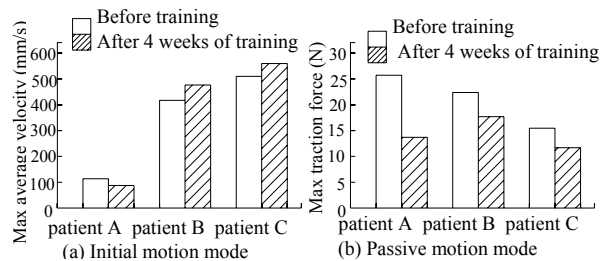 Before training
After 4 weeks of training
Max average velocity (mm/s)
600
500
400
300
200
100
0
patient A patient B patient C
(a) Initial motion mode
Before training
After 4 weeks of training
Max traction force (N)
30
25
20
15
10
5
0
patient A patient B patient C
(b) Passive motion mode